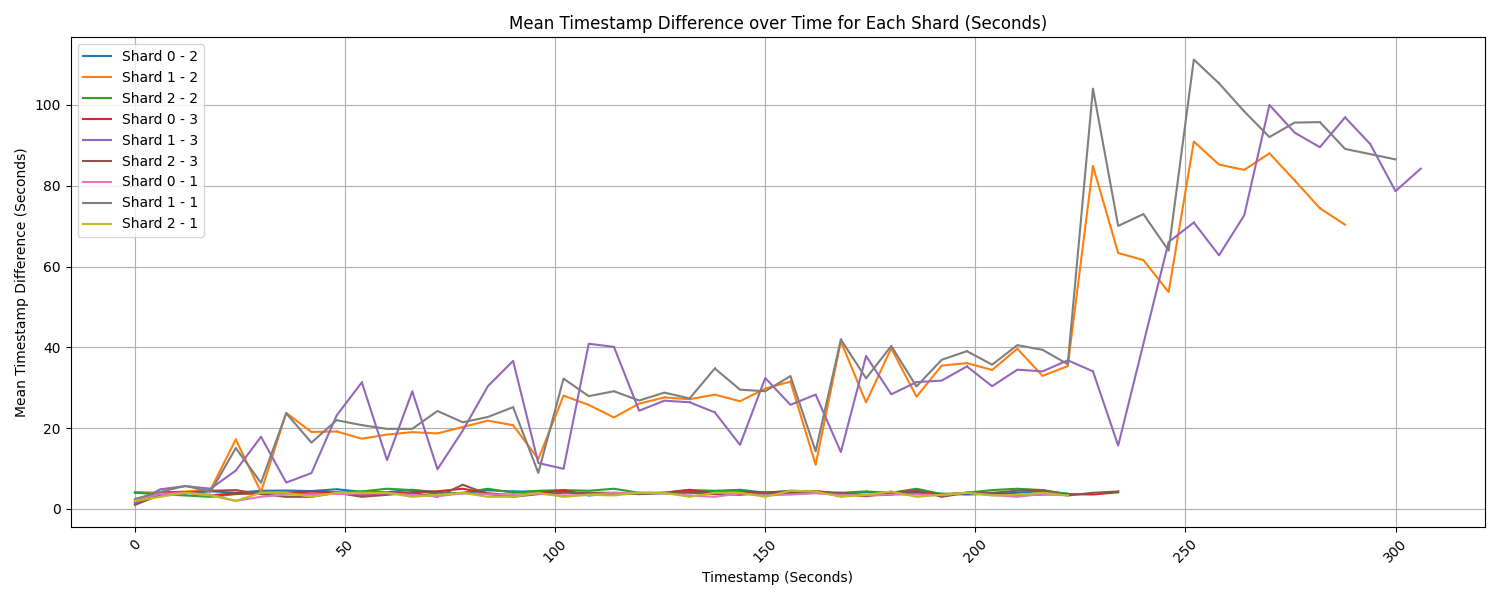 Mean Timestamp Difference over Time for Each Shard (Seconds)
Shard 0 - 2
Shard 1 - 2
Shard 2 - 2
Shard 0 - 3
Shard 1 - 3
Shard 2 - 3
Shard 0 - 1
Shard 1 - 1
Shard 2 - 1
Mean Timestamp Difference (Seconds)
100
80
60
40
20
0
0
50
100
150
200
250
300
Timestamp (Seconds)